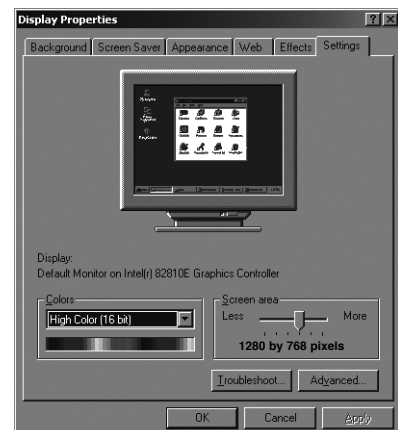 Display Properties
Background Screen Saver Appearance Web Effects Settings
Display:
Default Monitor on Intel(r) 82810E Graphics Controller
Colors
High Color (16 bit)
Screen area
Less More
1280 by 768 pixels
Troubleshoot... Advanced...
OK Cancel Apply